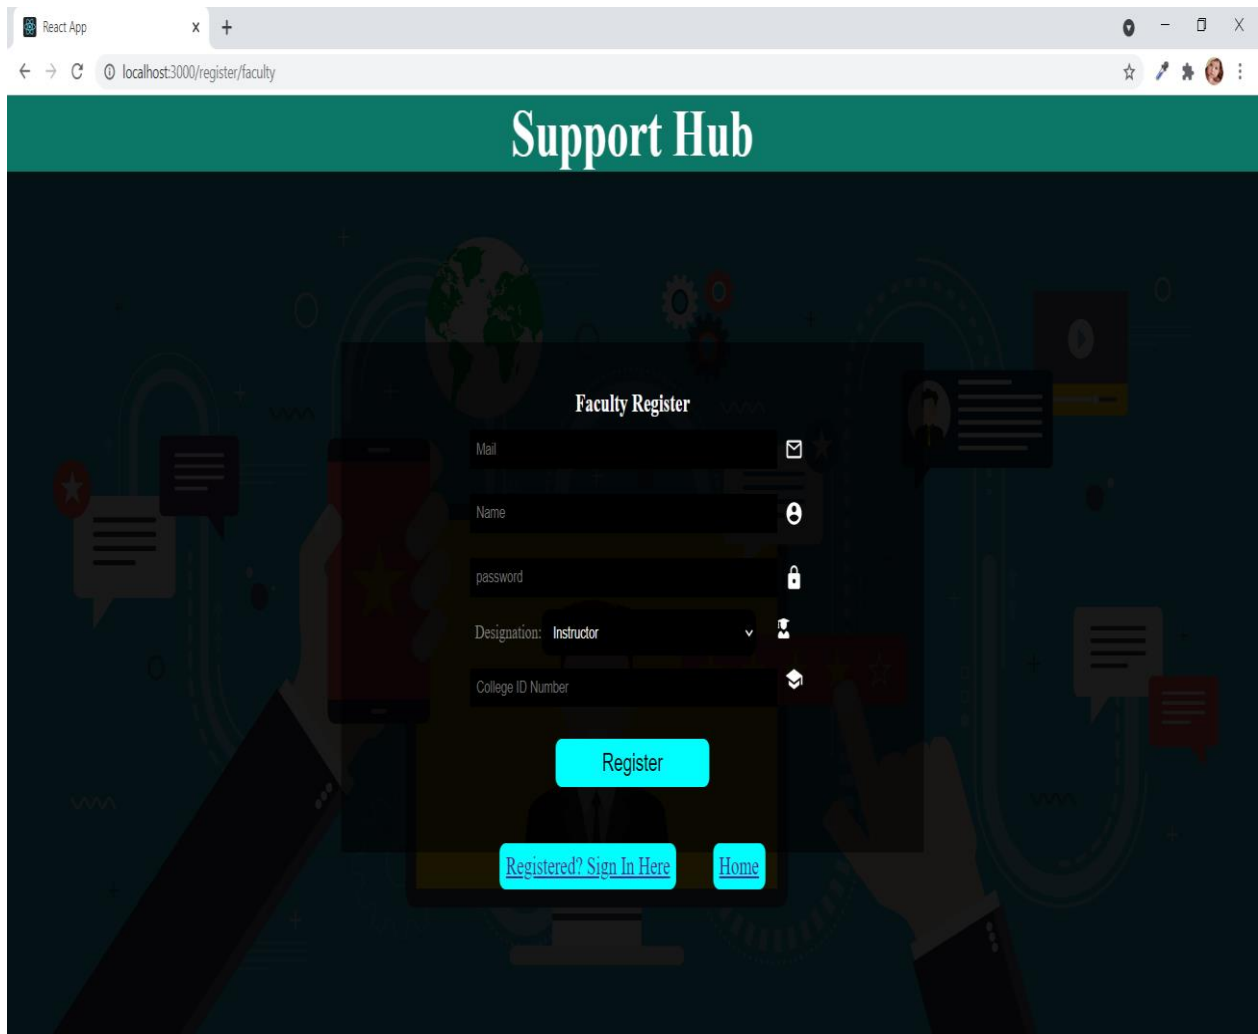 React App
localhost:3000/register/faculty
Support Hub
Faculty Register
Mail
Name
password
Designation: Instructor
College ID Number
Register
Registered? Sign In Here Home